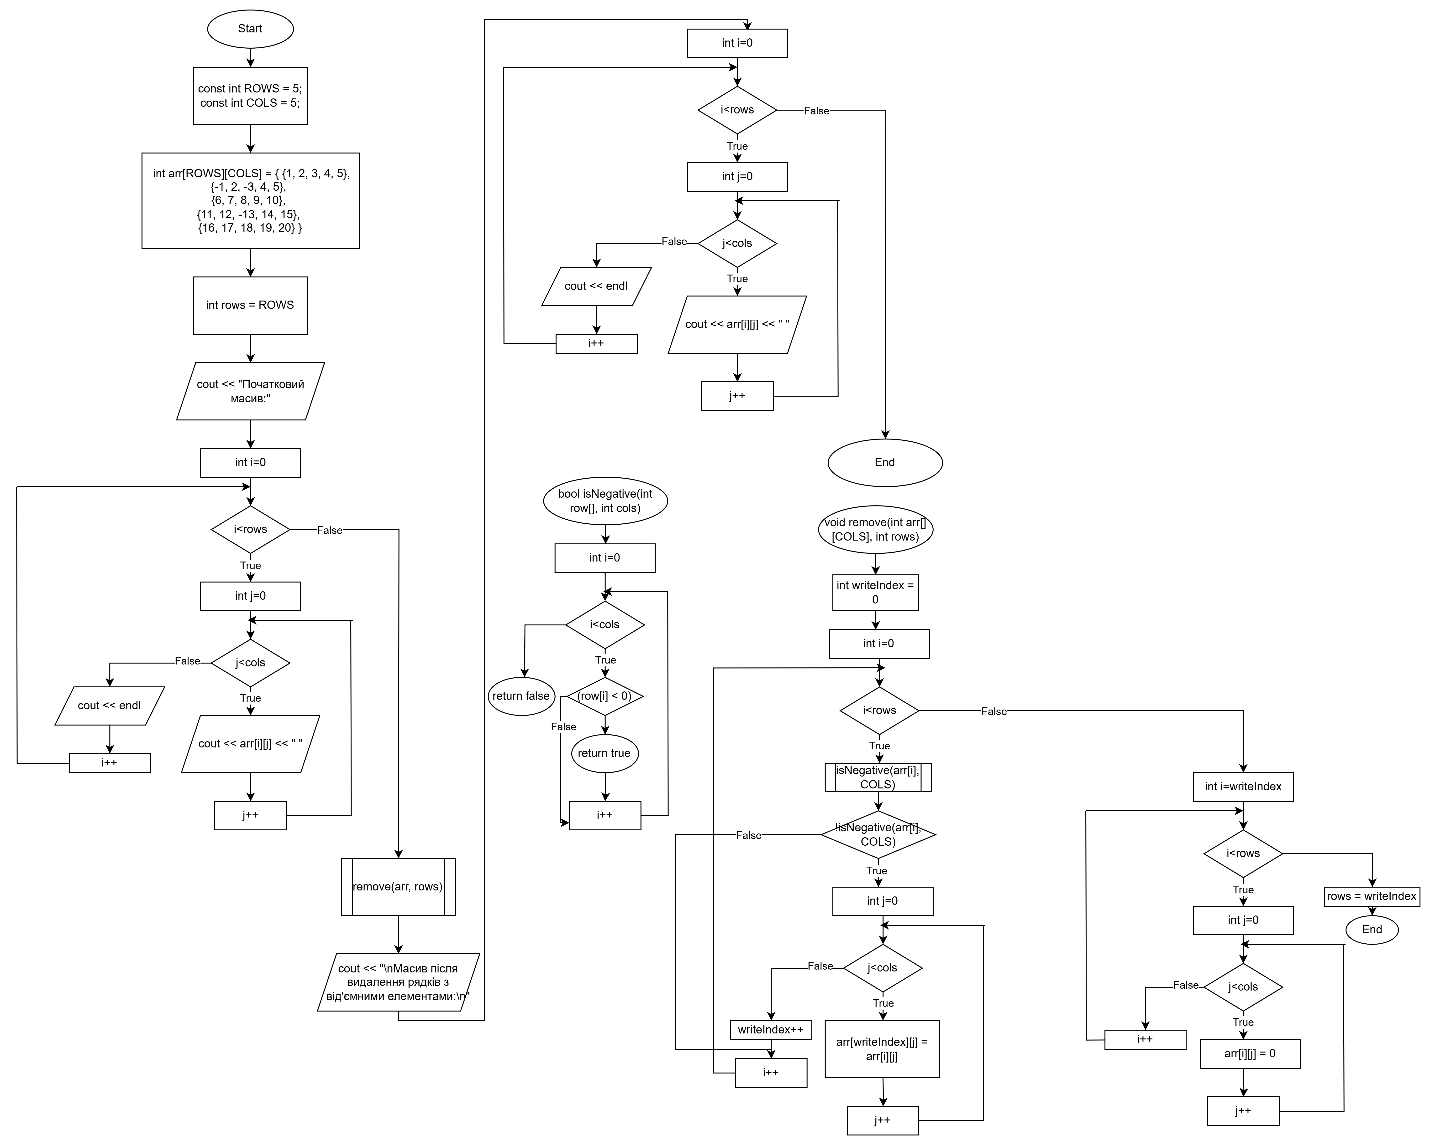 Start
const int ROWS = 5;
const int COLS = 5;
int arr[ROWS][COLS] = { {1, 2, 3, 4, 5},
{-1, 2, -3, 4, 5},
{6, 7, 8, 9, 10},
{11, 12, -13, 14, 15},
{16, 17, 18, 19, 20} }
int rows = ROWS
cout << "Початковий
масив:"
int i=0
i<rows
False
True
int j=0
j<cols
False
True
cout << endl
cout << arr[i][j] << " "
i++
j++
remove(arr, rows)
cout << "\nМасив після
видалення рядків з
від'ємними елементами:\n"
int i=0
i<rows
False
True
int j=0
j<cols
False
True
cout << endl
cout << arr[i][j] << " "
i++
j++
End
bool isNegative(int
row[], int cols)
int i=0
i<cols
True
return false
(row[i] < 0)
False
return true
i++
void remove(int arr[]
[COLS], int rows)
int writeIndex =
0
int i=0
i<rows
False
True
isNegative(arr[i],
COLS)
!isNegative(arr[i],
COLS)
False
True
int j=0
j<cols
False
True
writeIndex++
arr[writeIndex][j] =
arr[i][j]
i++
j++
int i=writeIndex
i<rows
True
rows = writeIndex
End
int j=0
j<cols
False
True
i++
arr[i][j] = 0
j++